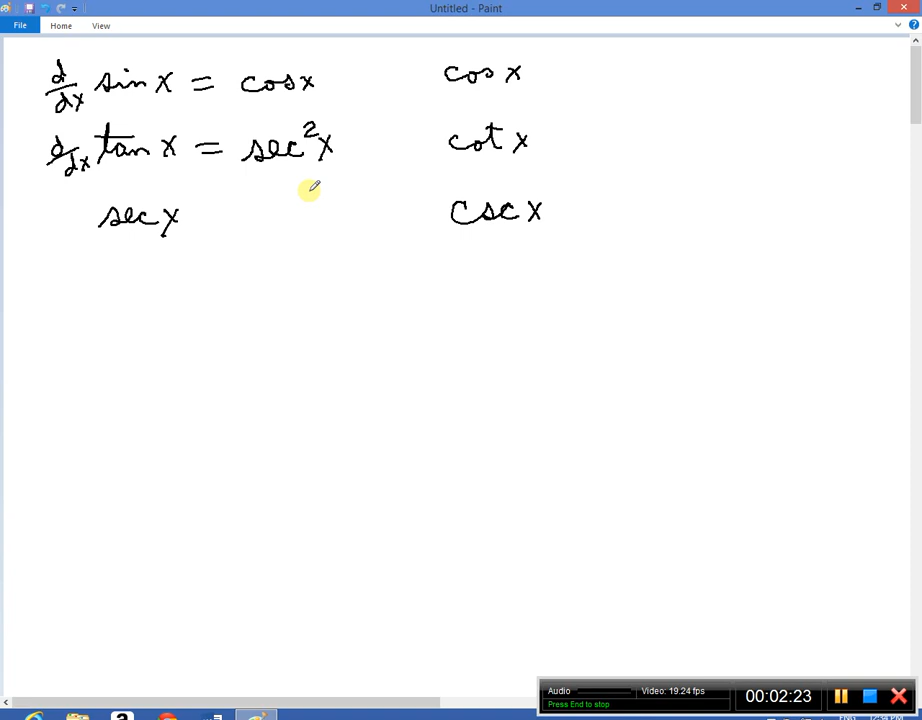 Untitled - Paint
File Home View
d/dx sin x = cos x cos x
d/dx tan x = sec²x cot x
sec x csc x
Audio Video: 19.24 fps 00:02:23
Press End to stop